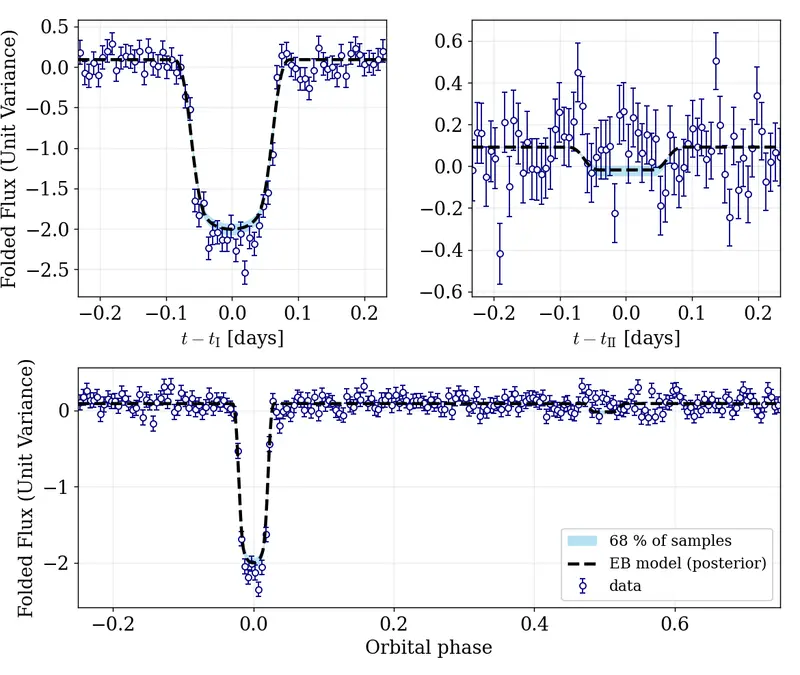 Folded Flux (Unit Variance)
0.5
0.0
−0.5
−1.0
−1.5
−2.0
−2.5
−0.2 −0.1 0.0 0.1 0.2
t − tI [days]
0.6
0.4
0.2
0.0
−0.2
−0.4
−0.6
−0.2 −0.1 0.0 0.1 0.2
t − tII [days]
Folded Flux (Unit Variance)
0
−1
−2
68 % of samples
EB model (posterior)
data
−0.2 0.0 0.2 0.4 0.6
Orbital phase